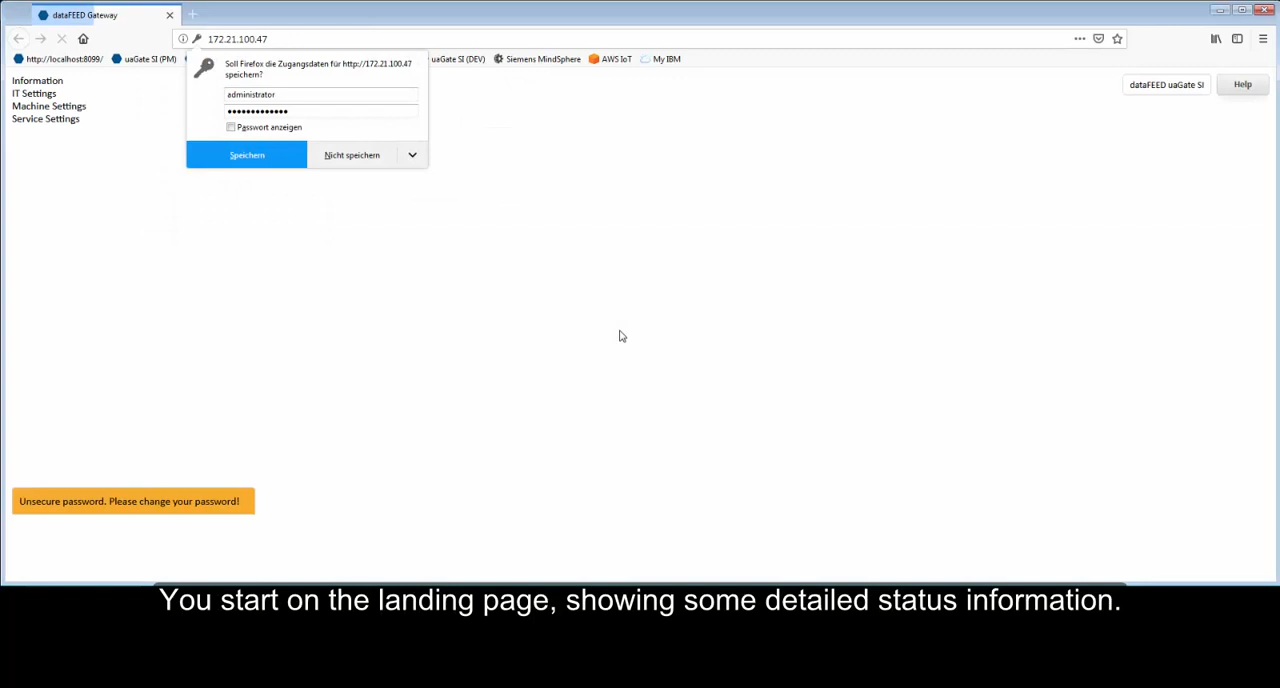 dataFEED Gateway
172.21.100.47
http://localhost:8099/
uaGate SI (PM)
uaGate SI (DEV)
Siemens MindSphere
AWS IoT
My IBM
Soll Firefox die Zugangsdaten für http://172.21.100.47
speichern?
administrator
•••••••••••••
Passwort anzeigen
Speichern
Nicht speichern
Information
IT Settings
Machine Settings
Service Settings
dataFEED uaGate SI
Help
Unsecure password. Please change your password!
You start on the landing page, showing some detailed status information.